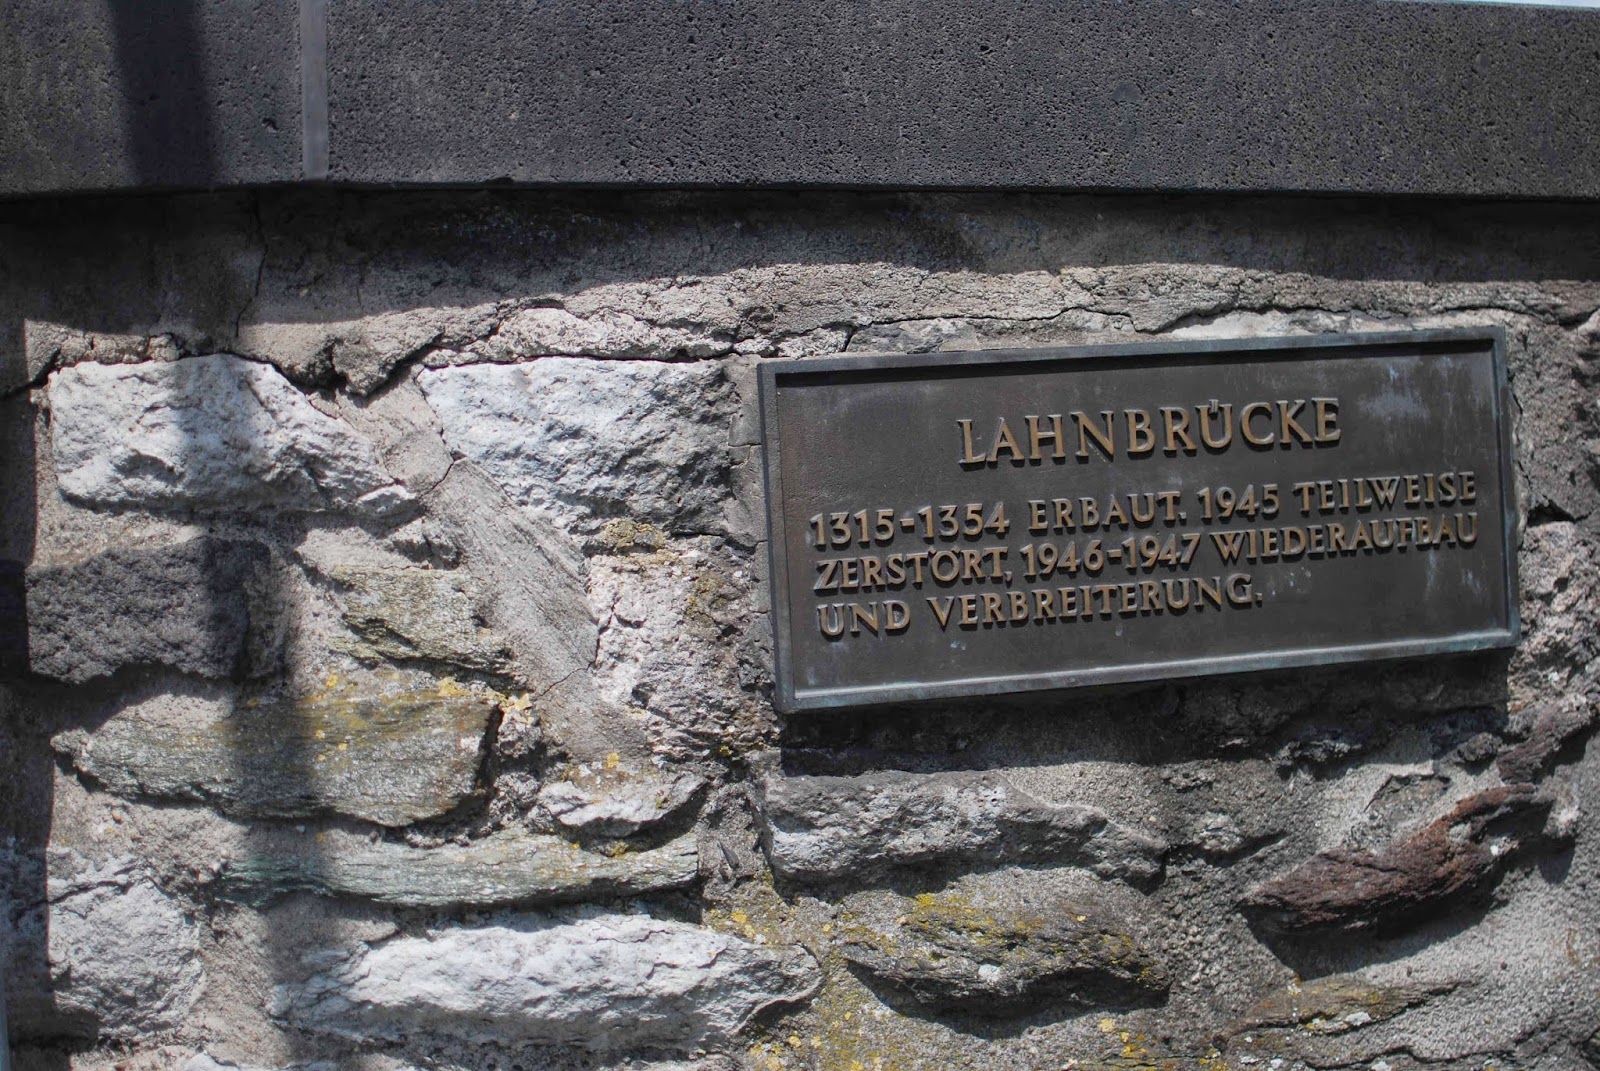 LAHNBRÜCKE
1315-1354 ERBAUT. 1945 TEILWEISE
ZERSTÖRT, 1946-1947 WIEDERAUFBAU
UND VERBREITERUNG.